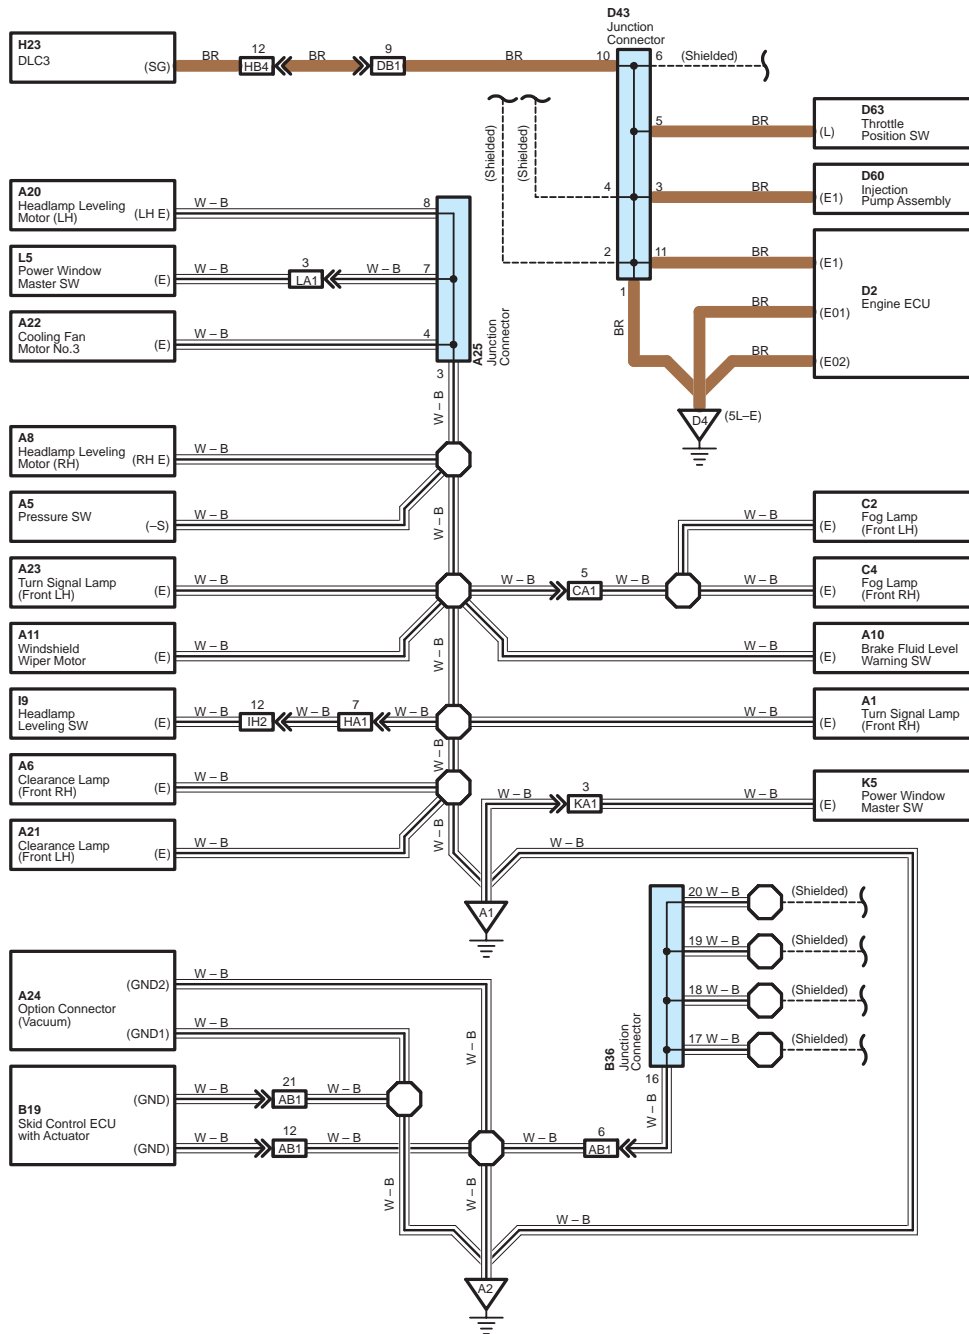 D43
Junction
Connector
H23
DLC3
(SG)
BR
12
HB4
BR
9
DB1
BR
10
6
(Shielded)
5
BR
D63
Throttle
Position SW
(L)
(Shielded)
(Shielded)
4
3
BR
D60
Injection
Pump Assembly
(E1)
2
11
BR
(E1)
D2
Engine ECU
BR
(E01)
BR
(E02)
1
BR
D4
(5L–E)
A20
Headlamp Leveling
Motor (LH)
(LH E)
W – B
8
L5
Power Window
Master SW
(E)
W – B
3
LA1
W – B
7
A22
Cooling Fan
Motor No.3
(E)
W – B
4
A25
Junction
Connector
3
W – B
A8
Headlamp Leveling
Motor (RH)
(RH E)
W – B
A5
Pressure SW
(–S)
W – B
W – B
C2
Fog Lamp
(Front LH)
(E)
W – B
A23
Turn Signal Lamp
(Front LH)
(E)
W – B
W – B
5
CA1
W – B
W – B
C4
Fog Lamp
(Front RH)
(E)
A11
Windshield
Wiper Motor
(E)
W – B
W – B
W – B
A10
Brake Fluid Level
Warning SW
(E)
I9
Headlamp
Leveling SW
(E)
W – B
12
IH2
W – B
7
HA1
W – B
W – B
A1
Turn Signal Lamp
(Front RH)
(E)
W – B
A6
Clearance Lamp
(Front RH)
(E)
W – B
W – B
3
KA1
W – B
K5
Power Window
Master SW
(E)
A21
Clearance Lamp
(Front LH)
(E)
W – B
W – B
W – B
A1
20 W – B
(Shielded)
19 W – B
(Shielded)
18 W – B
(Shielded)
17 W – B
(Shielded)
B36
Junction
Connector
16
W – B
A24
Option Connector
(Vacuum)
(GND2)
W – B
(GND1)
W – B
W – B
B19
Skid Control ECU
with Actuator
(GND)
W – B
21
AB1
W – B
(GND)
W – B
12
AB1
W – B
W – B
6
AB1
W – B
W – B
W – B
A2